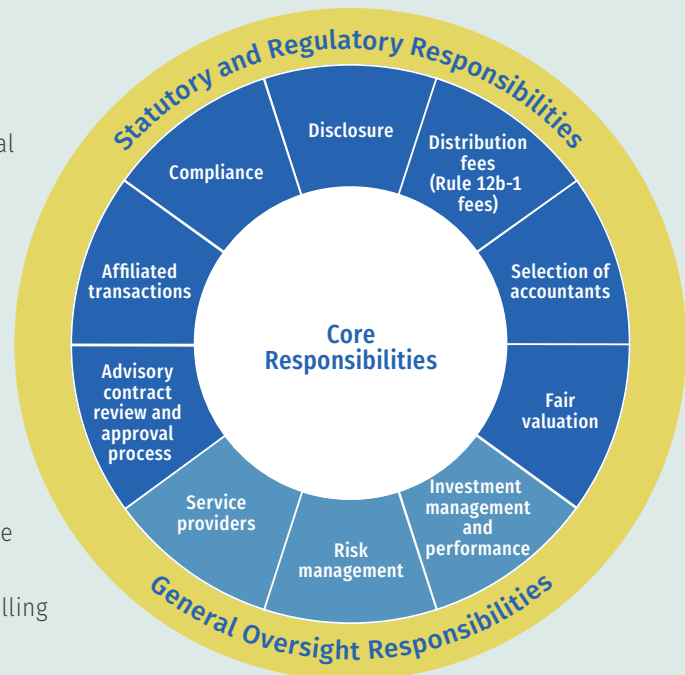 Statutory and Regulatory Responsibilities
al
Disclosure
Distribution
fees
(Rule 12b-1
fees)
Compliance
Affiliated
transactions
Selection of
accountants
Core
Responsibilities
Advisory
contract
review and
approval
process
Fair
valuation
Service
providers
Risk
management
Investment
management
and
performance
e
lling
General Oversight Responsibilities